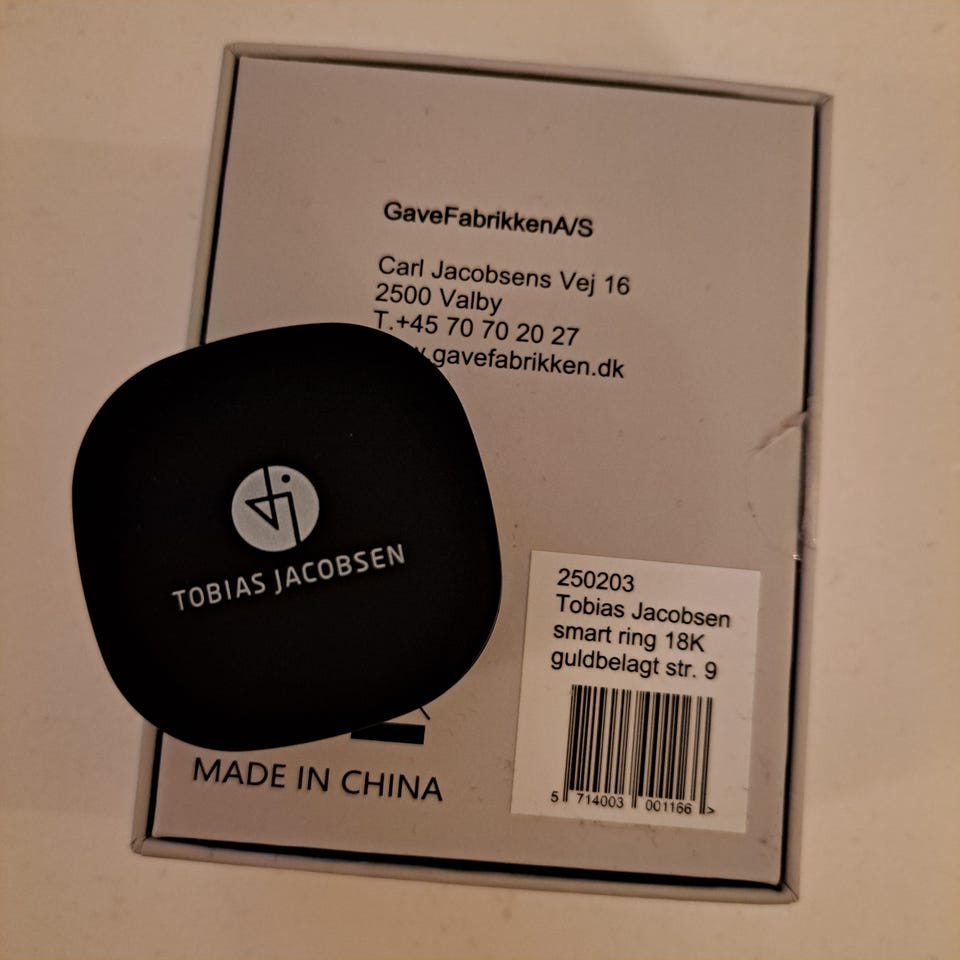 GaveFabrikkenA/S
Carl Jacobsens Vej 16
2500 Valby
T.+45 70 70 20 27
.gavefabrikken.dk
TOBIAS JACOBSEN
250203
Tobias Jacobsen
smart ring 18K
guldbelagt str. 9
5 714003 001166 >
MADE IN CHINA